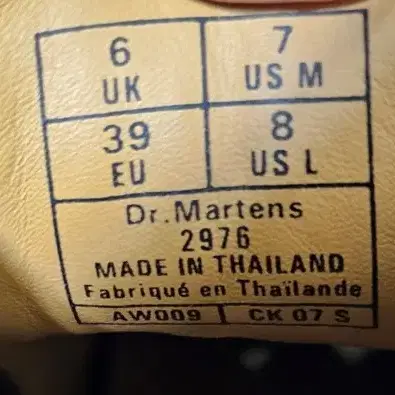 6 7
UK US M
39 8
EU US L
Dr.Martens
2976
MADE IN THAILAND
Fabriqué en Thaïlande
AW009 CK 07 S